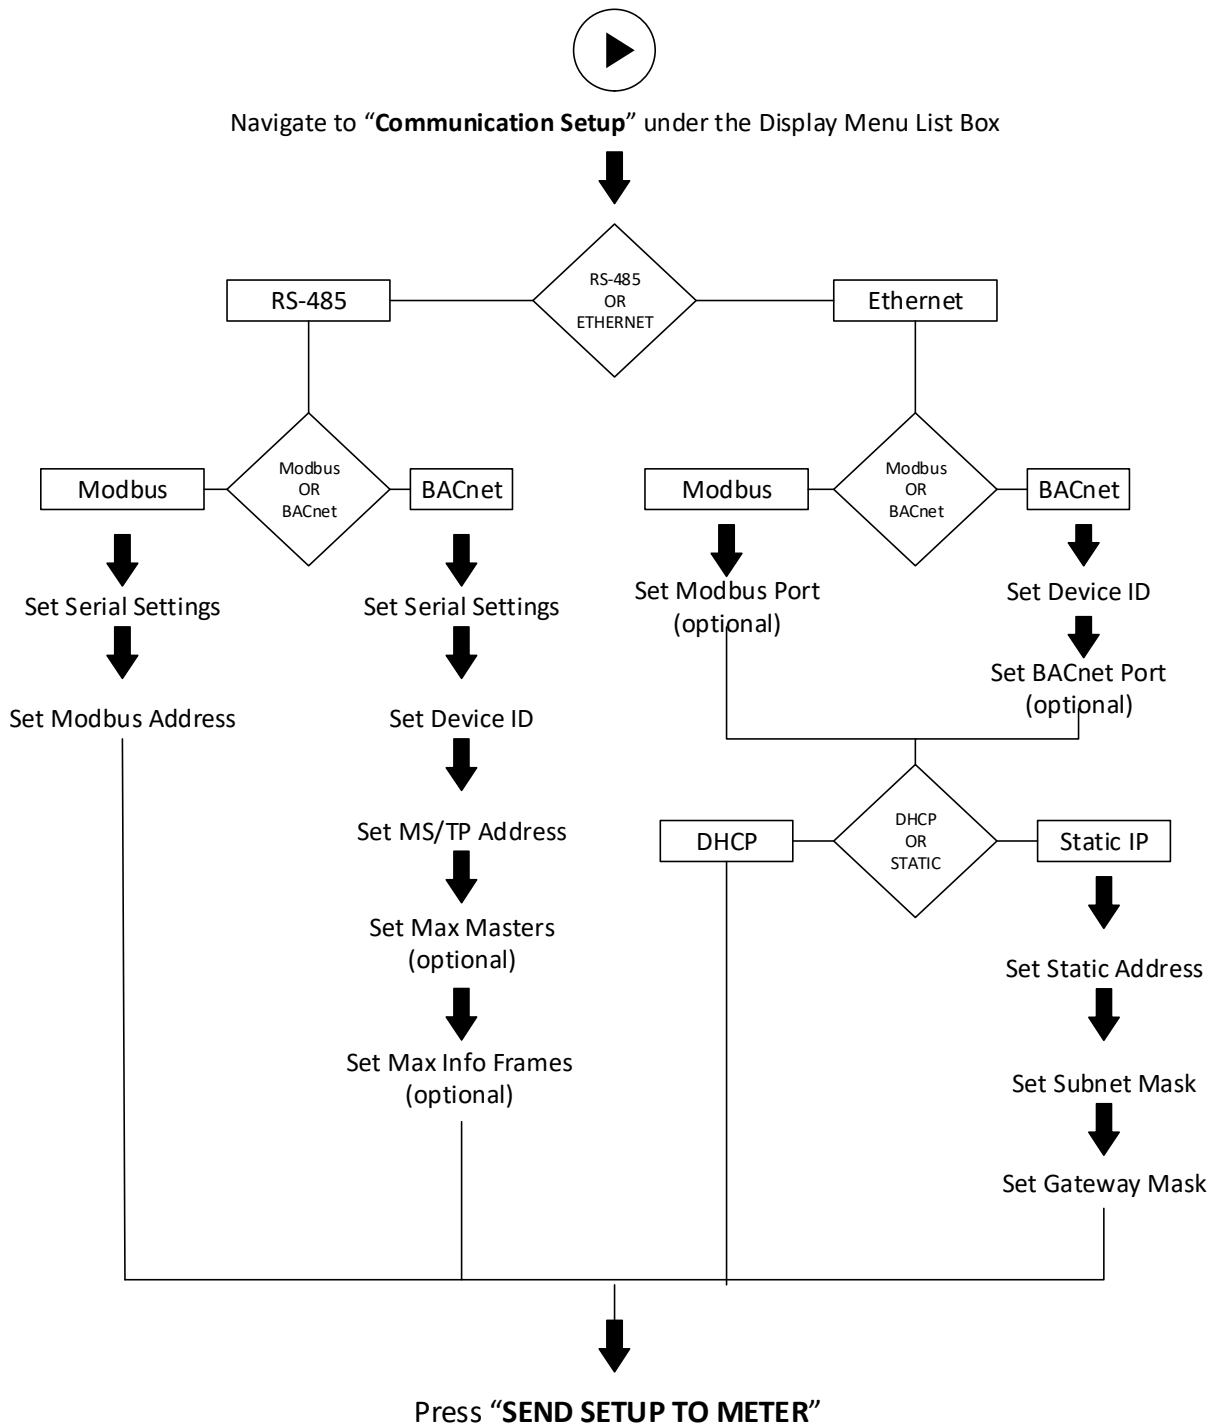 Navigate to “Communication Setup” under the Display Menu List Box
RS-485
OR
ETHERNET
RS-485
Ethernet
Modbus
OR
BACnet
Modbus
BACnet
Set Serial Settings
Set Modbus Address
Set Serial Settings
Set Device ID
Set MS/TP Address
Set Max Masters
(optional)
Set Max Info Frames
(optional)
Modbus
OR
BACnet
Modbus
BACnet
Set Modbus Port
(optional)
Set Device ID
Set BACnet Port
(optional)
DHCP
OR
STATIC
DHCP
Static IP
Set Static Address
Set Subnet Mask
Set Gateway Mask
Press “SEND SETUP TO METER”